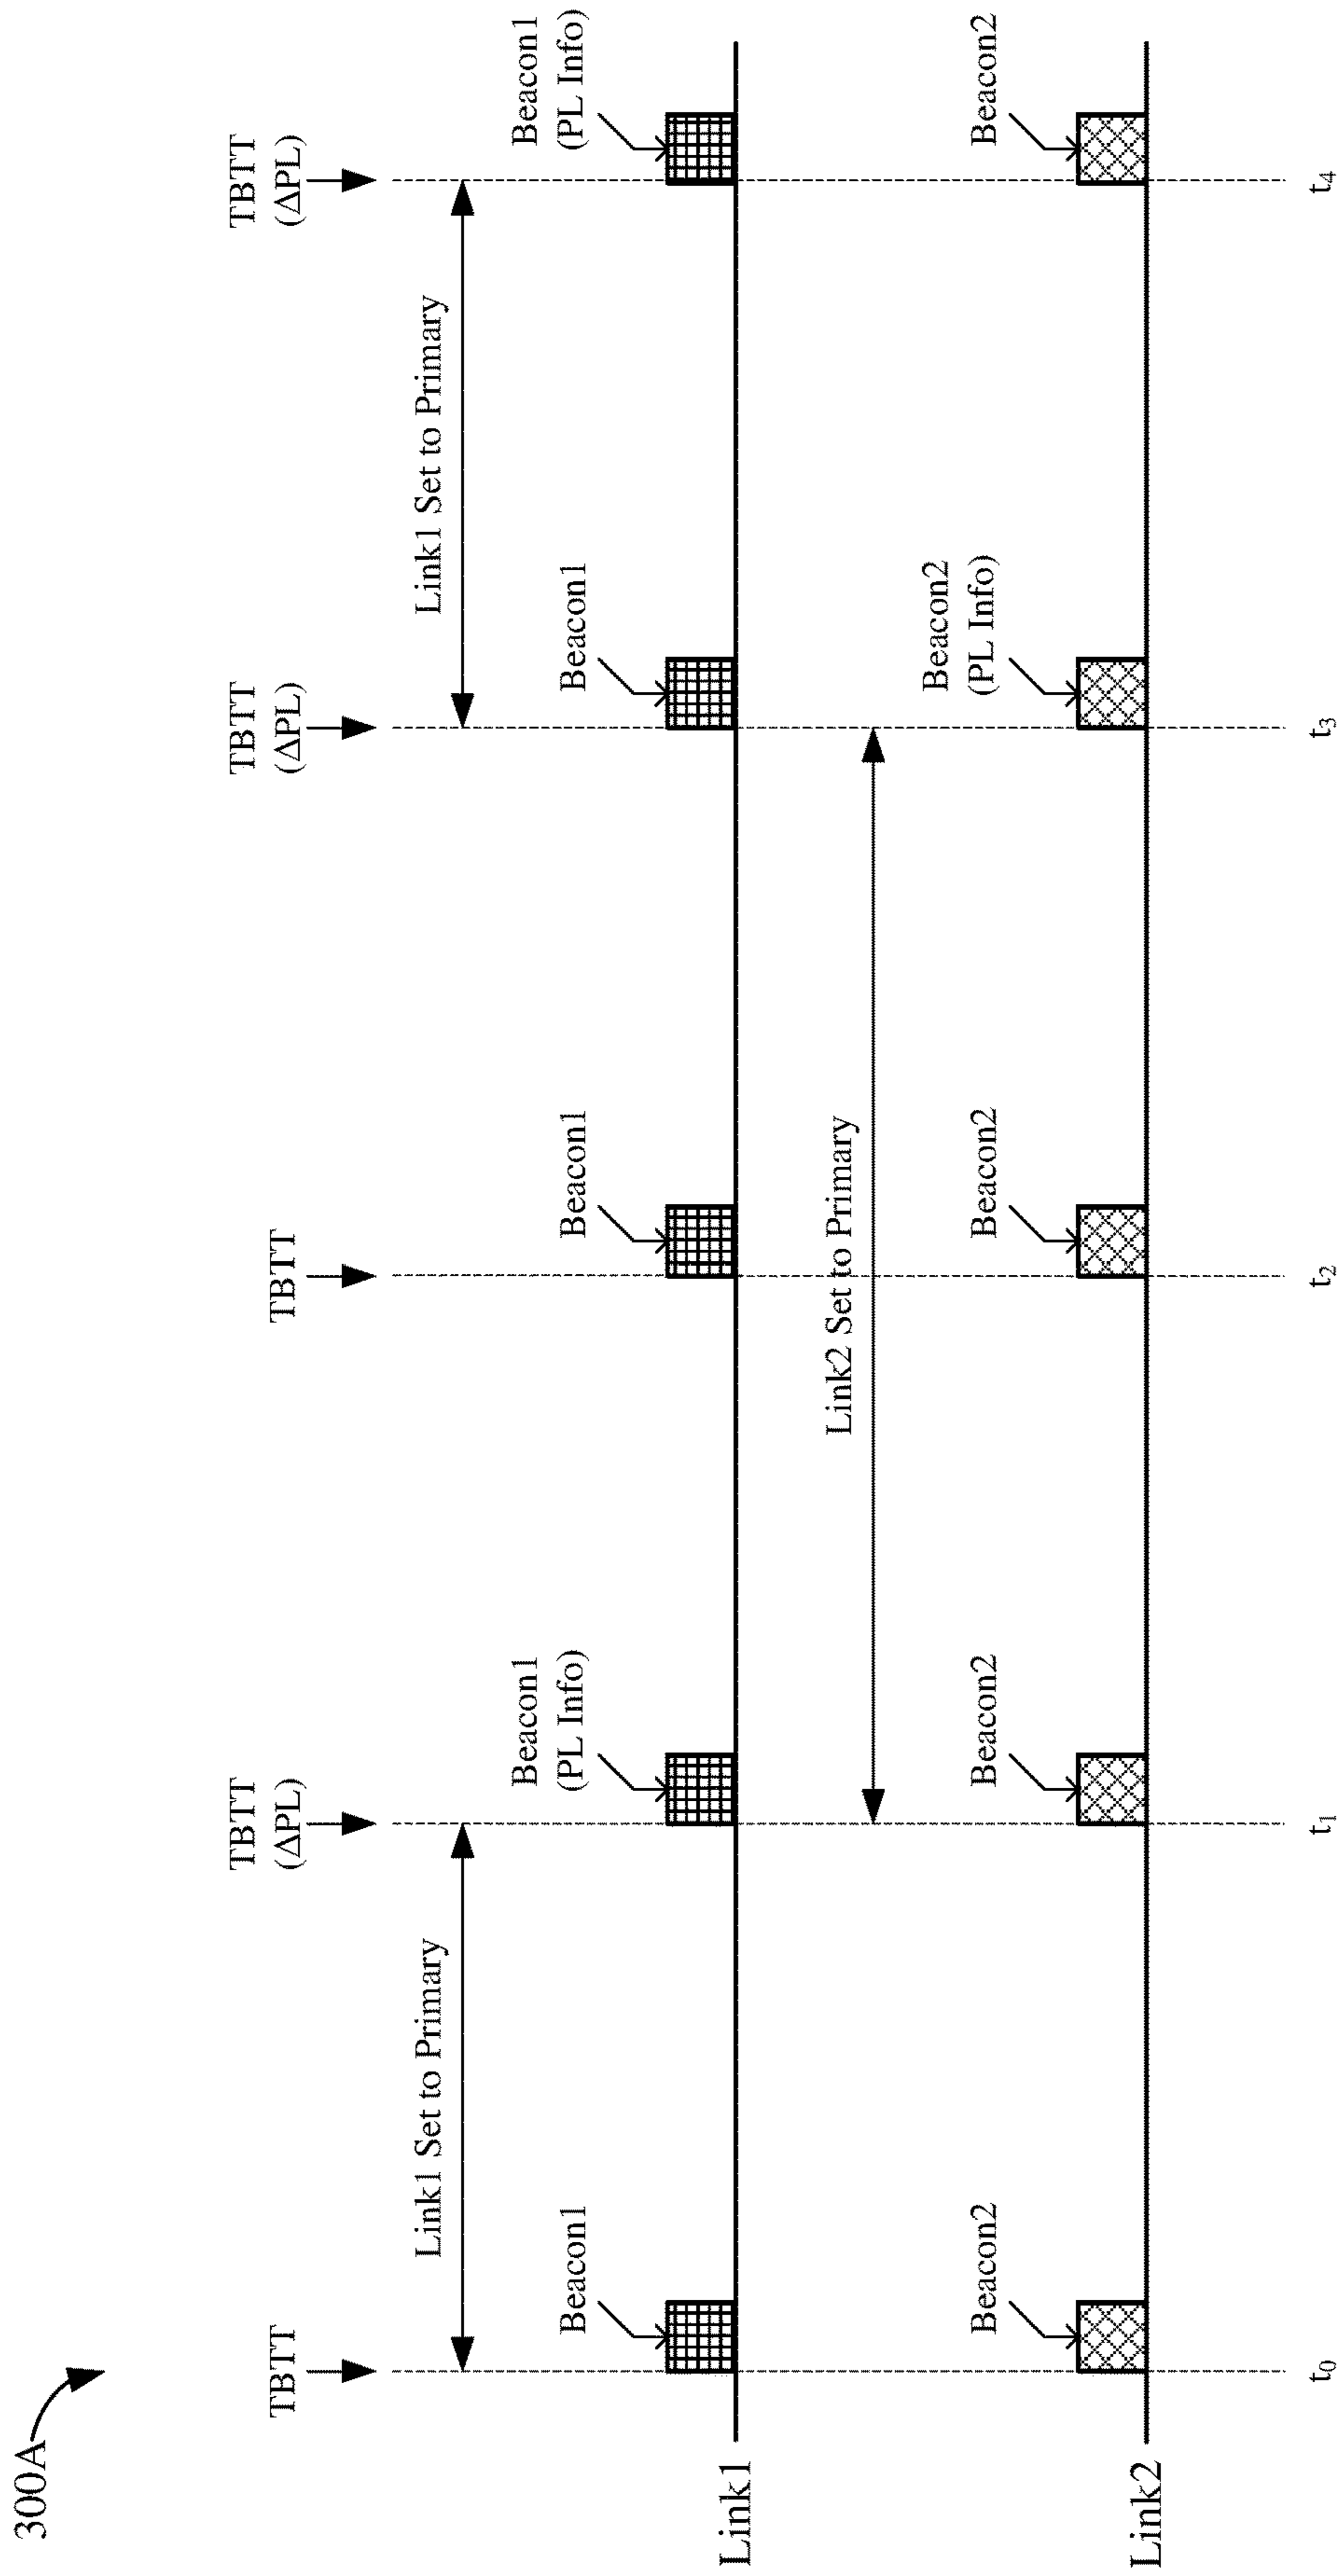 300A
TBTT
TBTT
(ΔPL)
TBTT
TBTT
(ΔPL)
TBTT
(ΔPL)
Link1 Set to Primary
Link1 Set to Primary
Beacon1
Beacon1
(PL Info)
Beacon1
Beacon1
Beacon1
(PL Info)
Link1
Link2 Set to Primary
Beacon2
Beacon2
Beacon2
Beacon2
(PL Info)
Beacon2
Link2
t0
t1
t2
t3
t4